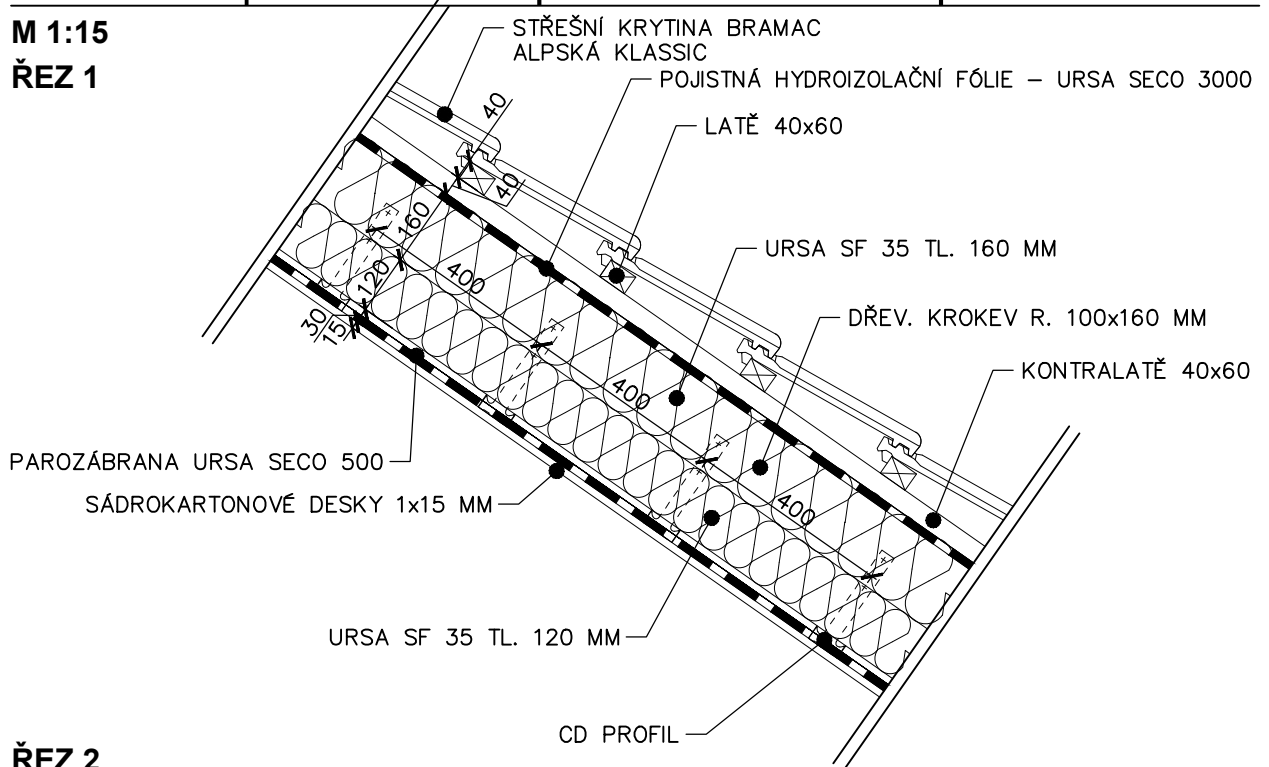 M 1:15
ŘEZ 1
STŘEŠNÍ KRYTINA BRAMAC
ALPSKÁ KLASSIC
POJISTNÁ HYDROIZOLAČNÍ FÓLIE – URSA SECO 3000
LATĚ 40x60
40
40
160
120
30
15
400
400
400
URSA SF 35 TL. 160 MM
DŘEV. KROKEV R. 100x160 MM
KONTRALATĚ 40x60
PAROZÁBRANA URSA SECO 500
SÁDROKARTONOVÉ DESKY 1x15 MM
URSA SF 35 TL. 120 MM
CD PROFIL
ŘEZ 2